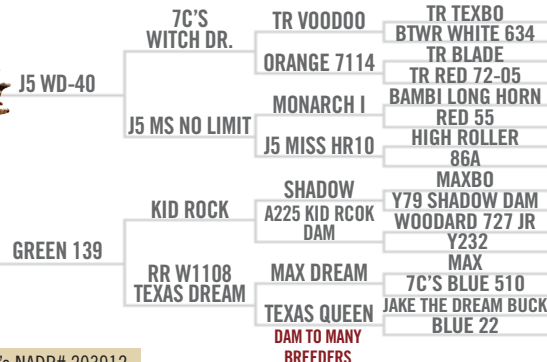 J5 WD-40
GREEN 139
7C'S
WITCH DR.
J5 MS NO LIMIT
KID ROCK
RR W1108
TEXAS DREAM
TR VOODOO
ORANGE 7114
MONARCH I
J5 MISS HR10
SHADOW
A225 KID RCOK
DAM
MAX DREAM
TEXAS QUEEN
DAM TO MANY
BREEDERS
TR TEXBO
BTWR WHITE 634
TR BLADE
TR RED 72-05
BAMBI LONG HORN
RED 55
HIGH ROLLER
86A
MAXBO
Y79 SHADOW DAM
WOODARD 727 JR
Y232
MAX
7C'S BLUE 510
JAKE THE DREAM BUCK
BLUE 22
NADR# 203912